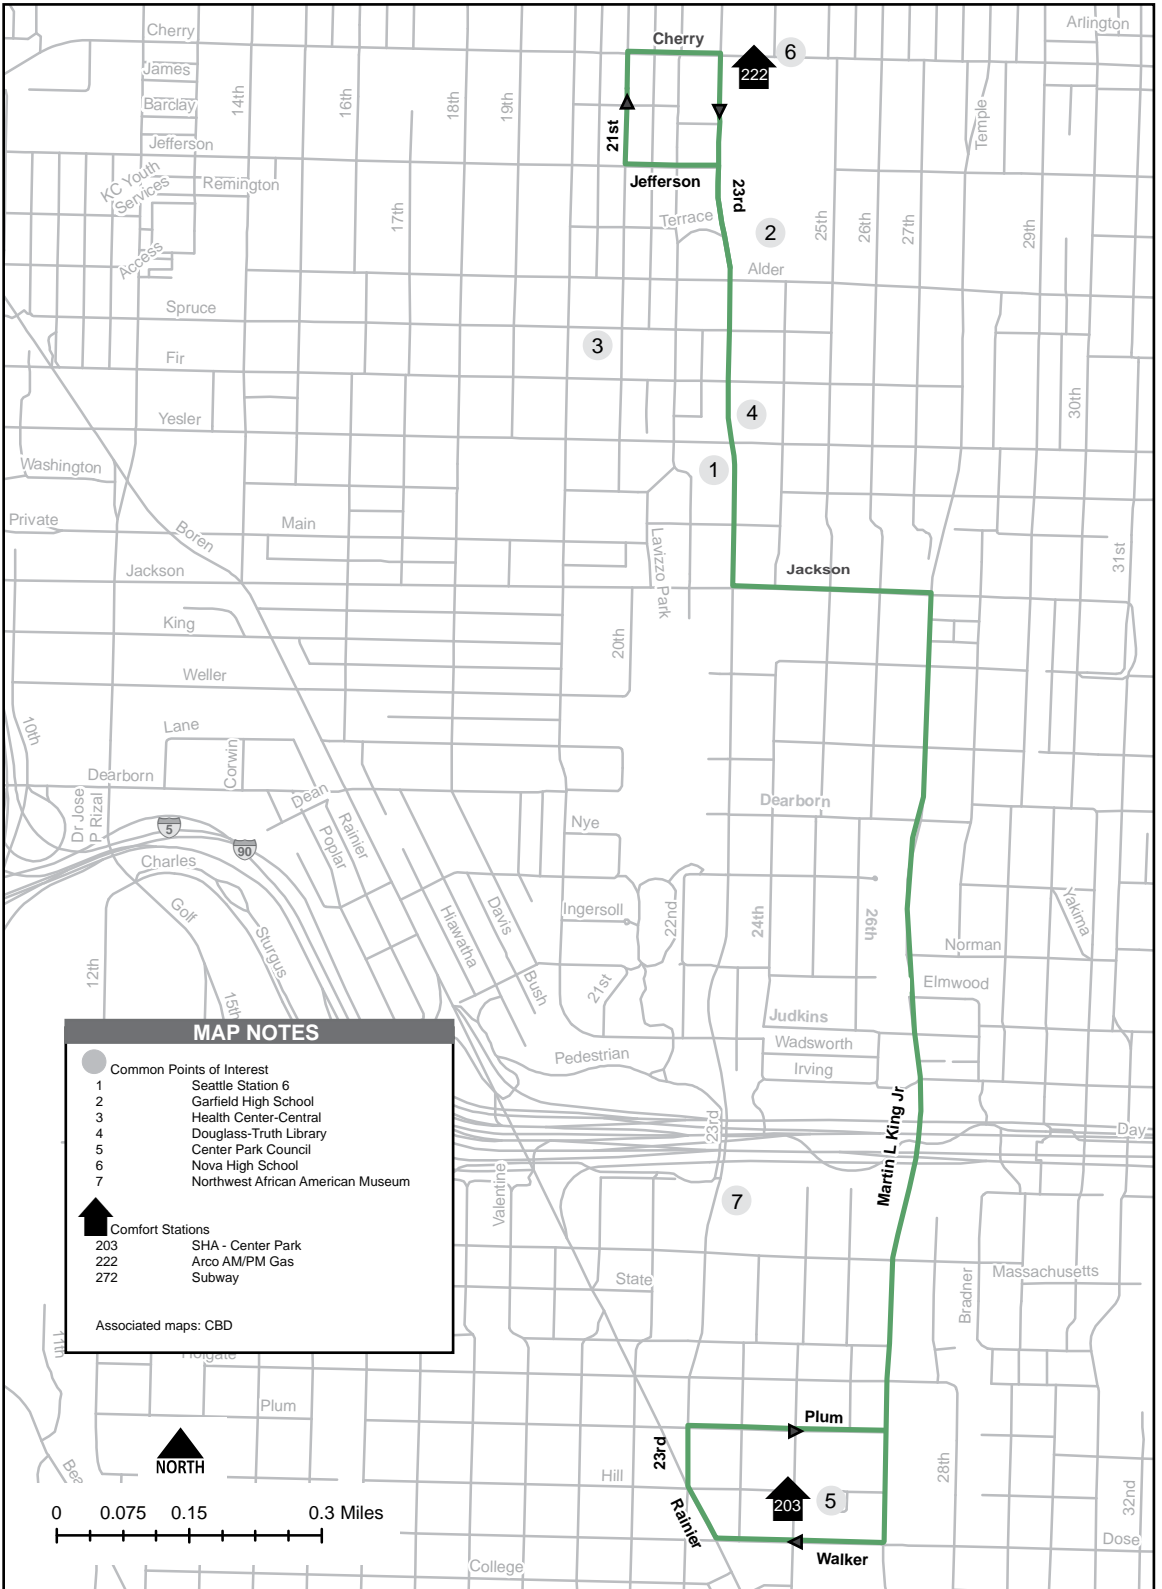 Cherry
Cherry
Arlington
6
222
James
Barclay
Jefferson
14th
16th
18th
19th
21st
Temple
KC Youth
Services
Remington
Jefferson
23rd
17th
Terrace
2
25th
26th
27th
29th
Access
Alder
Spruce
3
Fir
4
30th
Yesler
Washington
1
Private
Boren
Main
Lavizzo Park
31st
Jackson
Jackson
King
20th
Weller
10th
Lane
Corwin
Dearborn
Dean
Dearborn
Dr Jose
P Rizal
5
90
Rainier
Poplar
Nye
Charles
Golf
Sturgus
Hiawatha
Davis
Ingersoll
22nd
24th
26th
Yakima
Norman
12th
15th
Bush
21st
Elmwood
Judkins
Wadsworth
Pedestrian
Irving
23rd
Martin L King Jr
Day
MAP NOTES
Common Points of Interest
1 Seattle Station 6
2 Garfield High School
3 Health Center-Central
4 Douglass-Truth Library
5 Center Park Council
6 Nova High School
7 Northwest African American Museum
Comfort Stations
203 SHA - Center Park
222 Arco AM/PM Gas
272 Subway
Associated maps: CBD
Valentine
7
State
Massachusetts
Bradner
11th
Holgate
Plum
Plum
23rd
NORTH
Hill
28th
32nd
203
5
Rainier
0 0.075 0.15 0.3 Miles
Walker
Dose
College